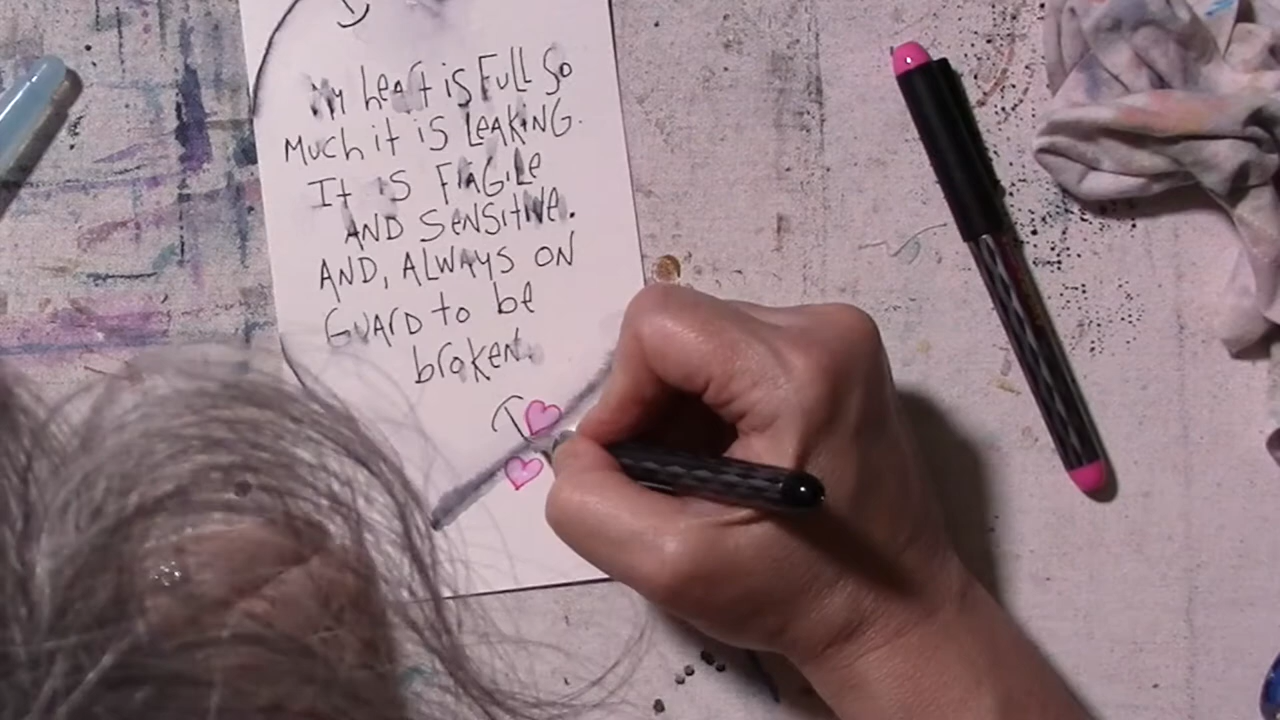 My heart is Full So
Much it is LEAKiNG.
It iS FrAGiLe
AND SeNSitiVe.
AND, ALWAYS ON
GUArD to be
broken.